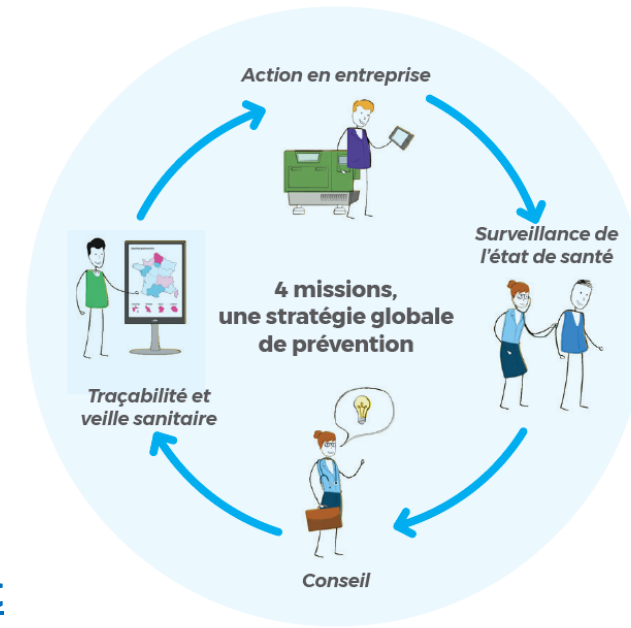 Action en entreprise
Surveillance de
l'état de santé
4 missions,
une stratégie globale
de prévention
Traçabilité et
veille sanitaire
Conseil